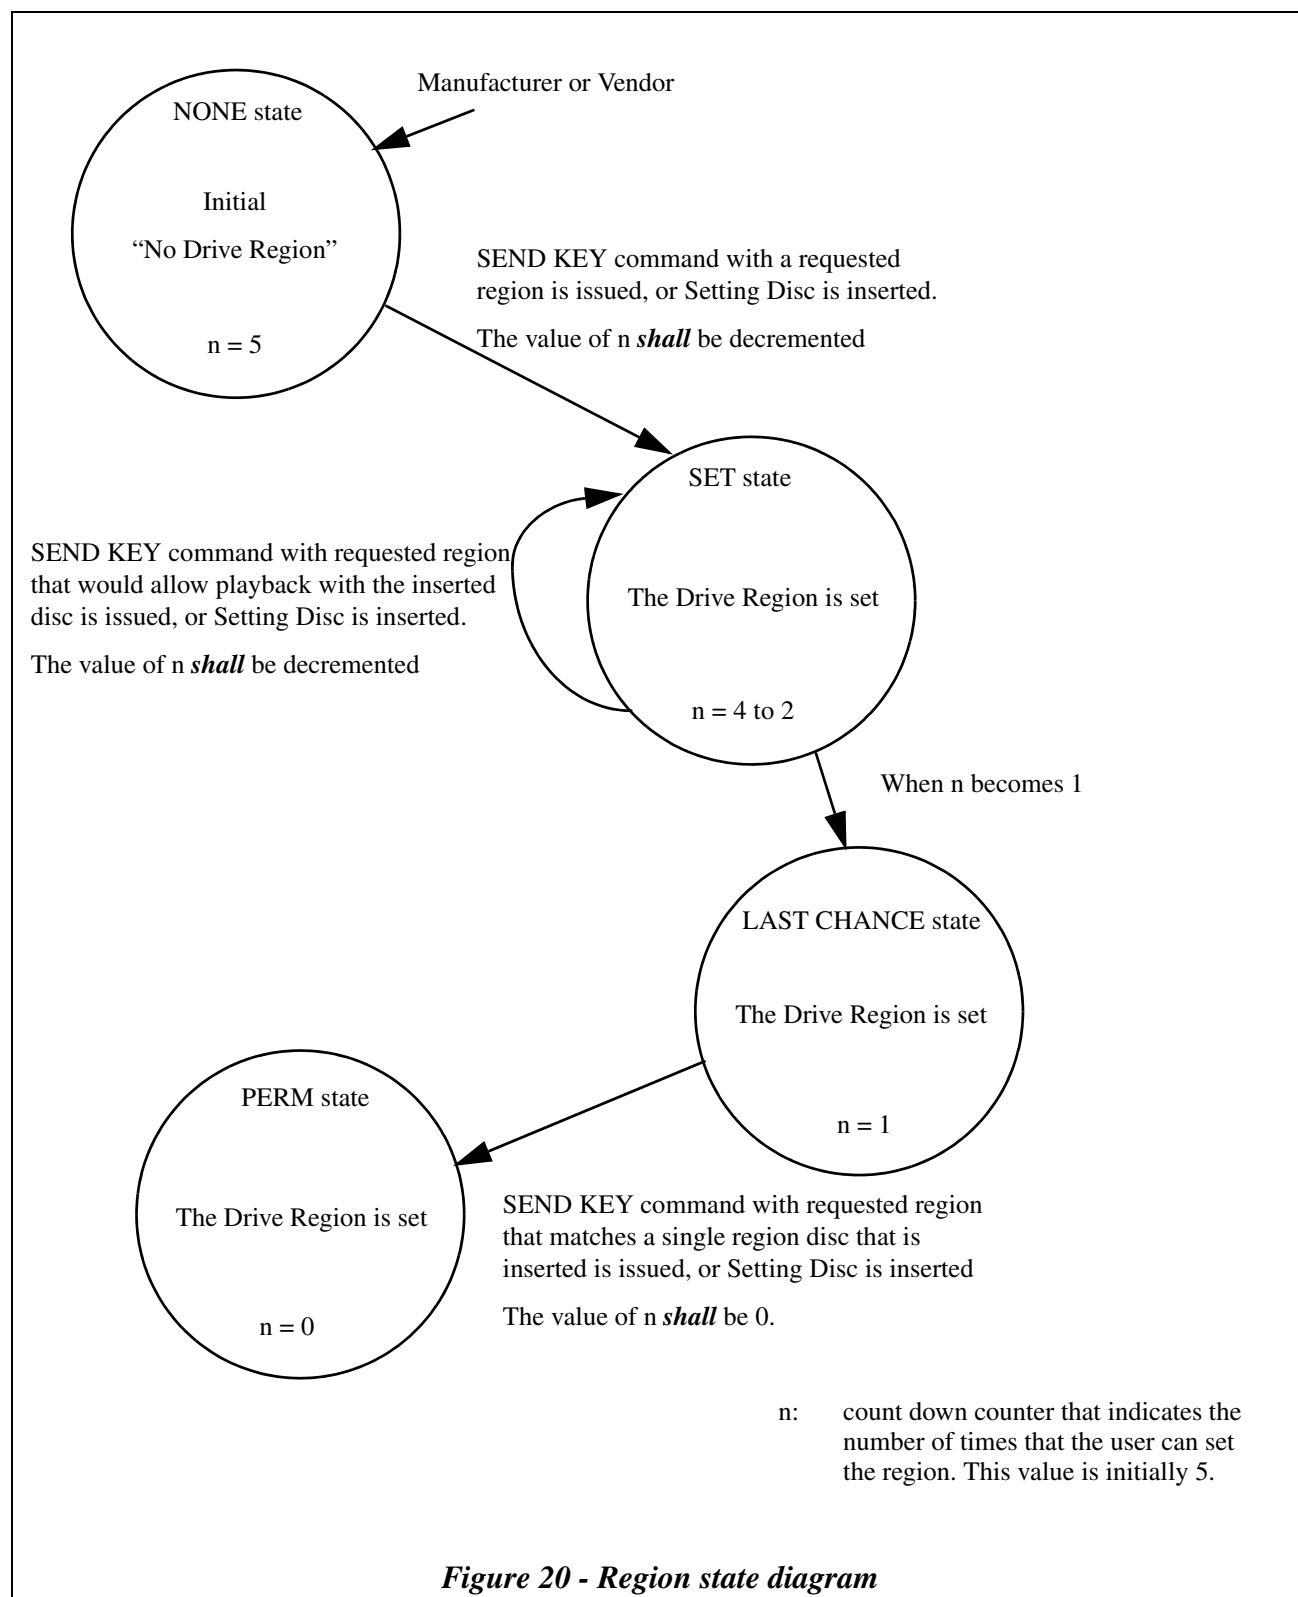 Manufacturer or Vendor
NONE state
Initial
“No Drive Region”
n = 5
SEND KEY command with a requested
region is issued, or Setting Disc is inserted.
The value of n shall be decremented
SET state
The Drive Region is set
n = 4 to 2
SEND KEY command with requested region
that would allow playback with the inserted
disc is issued, or Setting Disc is inserted.
The value of n shall be decremented
When n becomes 1
LAST CHANCE state
The Drive Region is set
n = 1
PERM state
The Drive Region is set
n = 0
SEND KEY command with requested region
that matches a single region disc that is
inserted is issued, or Setting Disc is inserted
The value of n shall be 0.
n: count down counter that indicates the
number of times that the user can set
the region. This value is initially 5.
Figure 20 - Region state diagram